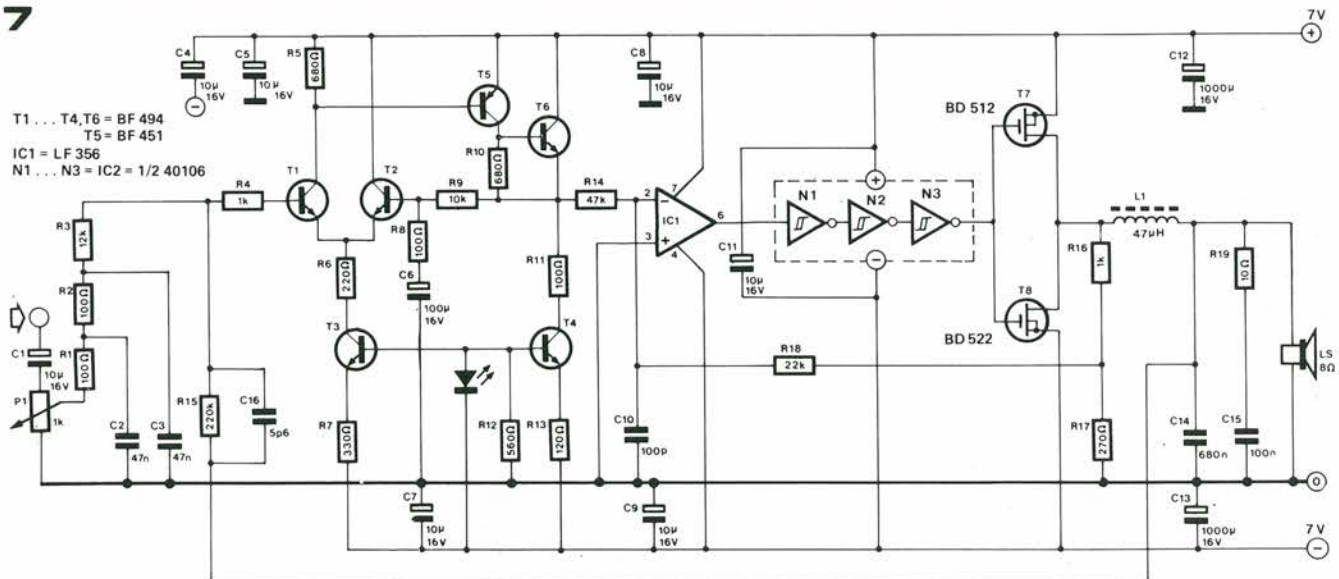 7
7V
+
C4
10µ
16V
−
C5
10µ
16V
R5
680Ω
T5
T6
R10
680Ω
C8
10µ
16V
C12
1000µ
16V
T1 ... T4,T6 = BF 494
T5 = BF 451
IC1 = LF 356
N1 ... N3 = IC2 = 1/2 40106
BD 512
T7
R4
1k
T1
T2
R9
10k
R14
47k
2
−
7
IC1
3
+
4
6
+
N1
N2
N3
−
C11
10µ
16V
L1
47µH
R3
12k
R2
100Ω
R1
100Ω
C1
10µ
16V
P1
1k
R6
220Ω
R8
100Ω
C6
100µ
16V
R11
100Ω
R16
1k
R19
10Ω
T8
BD 522
T3
T4
R18
22k
LS
8Ω
R15
220k
C16
5p6
C2
47n
C3
47n
R7
330Ω
R12
560Ω
R13
120Ω
C10
100p
R17
270Ω
C14
680n
C15
100n
0
C7
10µ
16V
C9
10µ
16V
C13
1000µ
16V
7V
−